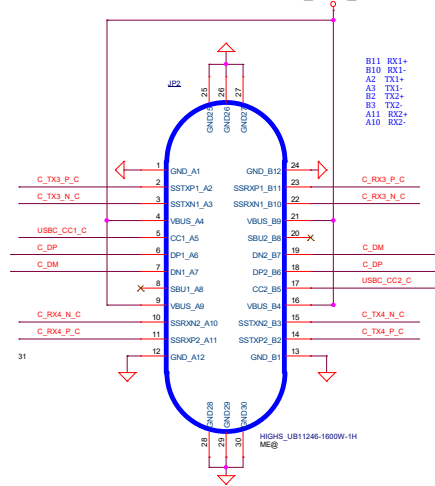 B11 RX1+
B10 RX1-
A2 TX1+
A3 TX1-
B2 TX2+
B3 TX2-
A11 RX2+
A10 RX2-
JP2
25 26 27
GND25 GND26 GND27
1 GND_A1 GND_B12 24
C_TX3_P_C 2 SSTXP1_A2 SSRXP1_B11 23 C_RX3_P_C
C_TX3_N_C 3 SSTXN1_A3 SSRXN1_B10 22 C_RX3_N_C
4 VBUS_A4 VBUS_B9 21
USBC_CC1_C 5 CC1_A5 SBU2_B8 20
C_DP 6 DP1_A6 DN2_B7 19 C_DM
C_DM 7 DN1_A7 DP2_B6 18 C_DP
8 SBU1_A8 CC2_B5 17 USBC_CC2_C
9 VBUS_A9 VBUS_B4 16
C_RX4_N_C 10 SSRXN2_A10 SSTXN2_B3 15 C_TX4_N_C
C_RX4_P_C 11 SSRXP2_A11 SSTXP2_B2 14 C_TX4_P_C
31 12 GND_A12 GND_B1 13
GND28 GND29 GND30
28 29 30
HIGHS_UB11246-1600W-1H
ME@